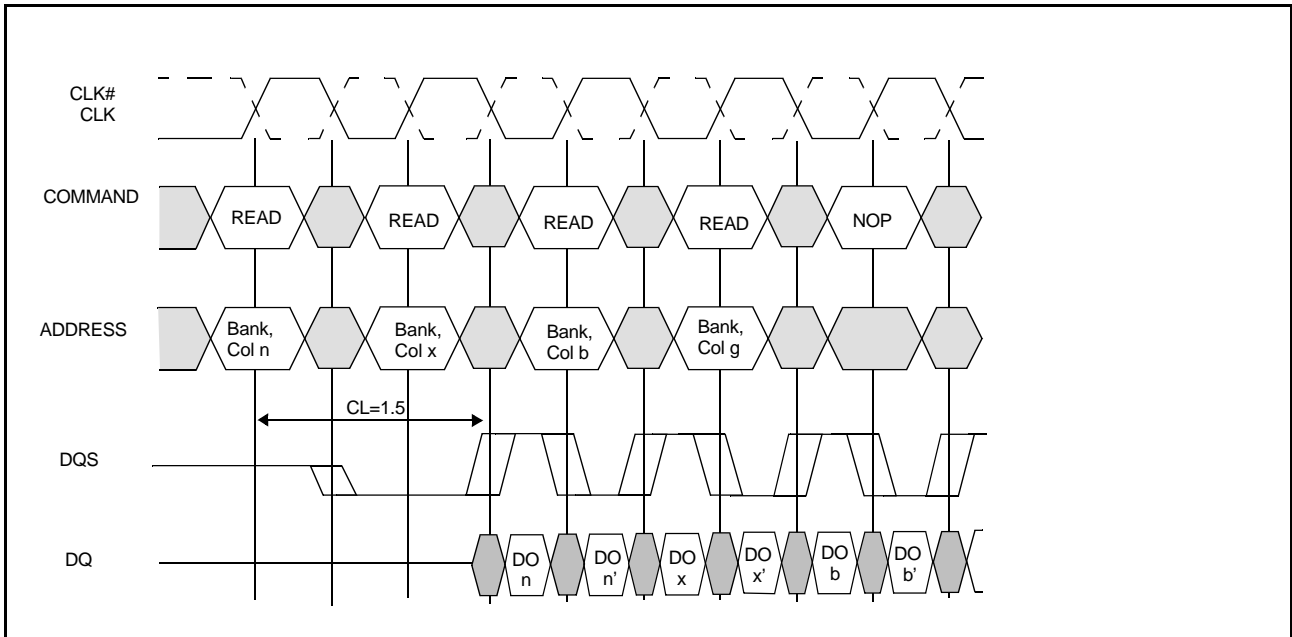 CLK#
CLK
COMMAND
READ
READ
READ
READ
NOP
ADDRESS
Bank,
Col n
Bank,
Col x
Bank,
Col b
Bank,
Col g
CL=1.5
DQS
DQ
DO
n
DO
n'
DO
x
DO
x'
DO
b
DO
b'